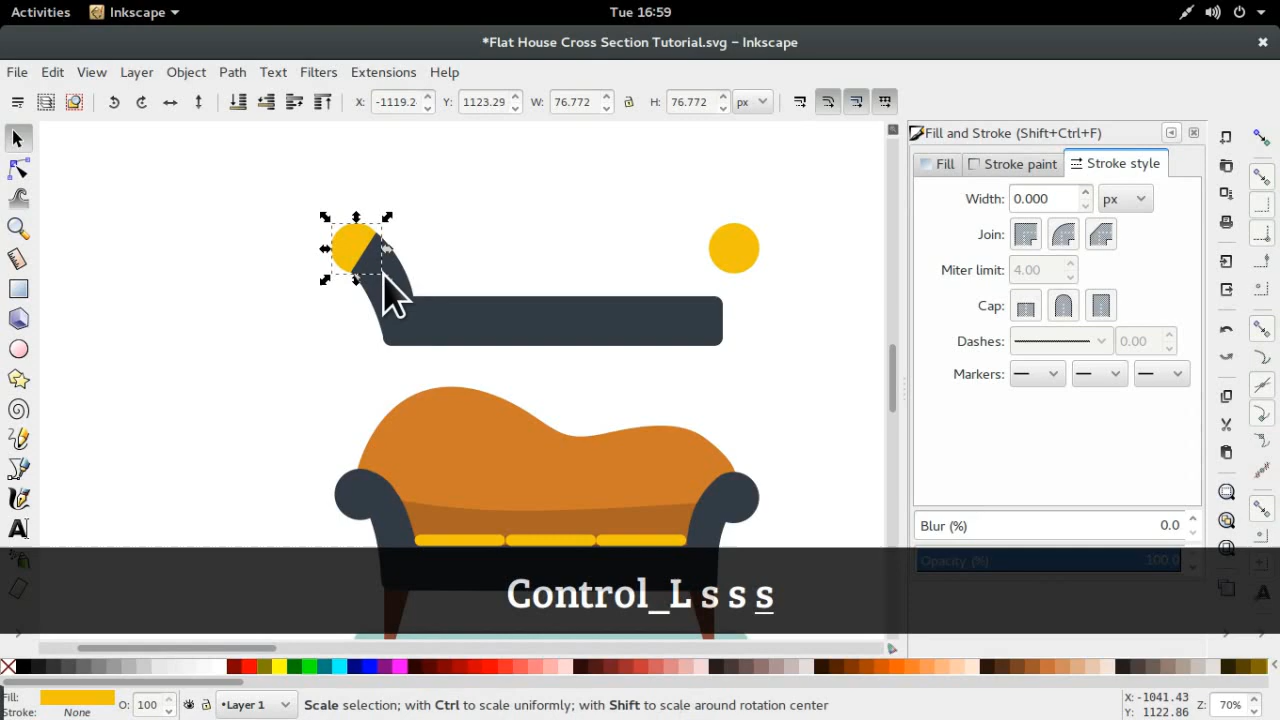 Activities Inkscape Tue 16:59
*Flat House Cross Section Tutorial.svg – Inkscape
File Edit View Layer Object Path Text Filters Extensions Help
X: -1119.2 Y: 1123.29 W: 76.772 H: 76.772 px
Fill and Stroke (Shift+Ctrl+F)
Fill Stroke paint Stroke style
Width: 0.000 px
Join:
Miter limit: 4.00
Cap:
Dashes: 0.00
Markers:
Blur (%) 0.0
Opacity (%) 100.0
Control_L s s s
Fill: O: 100 •Layer 1 Scale selection; with Ctrl to scale uniformly; with Shift to scale around rotation center X: -1041.43 Z: 70%
Stroke: None Y: 1122.86